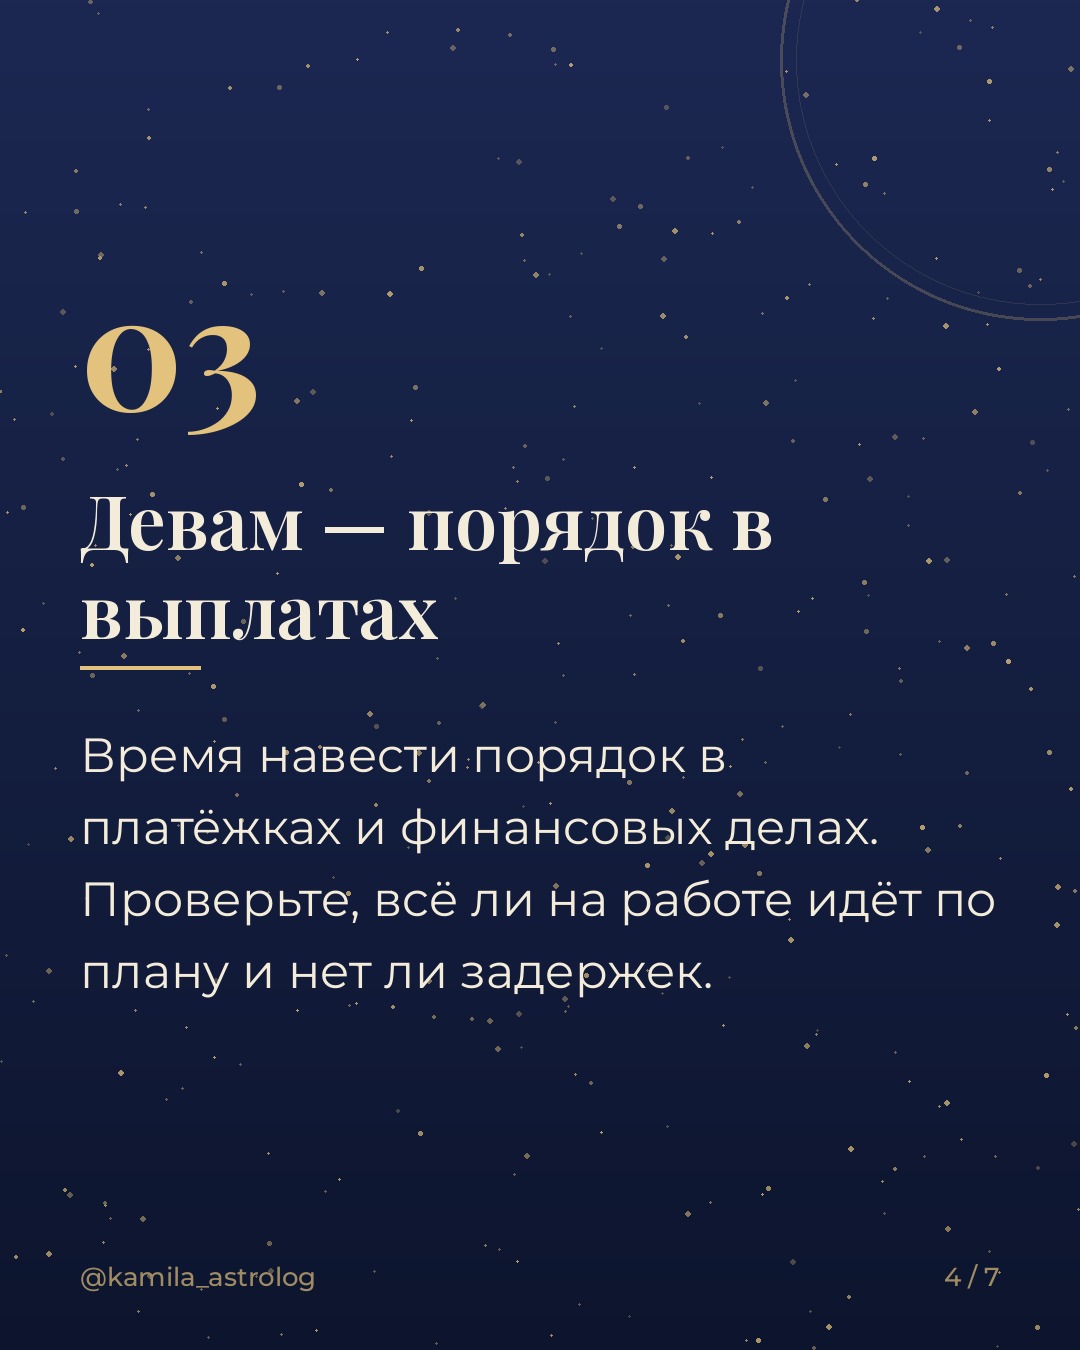 03
Девам — порядок в
выплатах
Время навести порядок в
платёжках и финансовых делах.
Проверьте, всё ли на работе идёт по
плану и нет ли задержек.
@kamila_astrolog
4 / 7